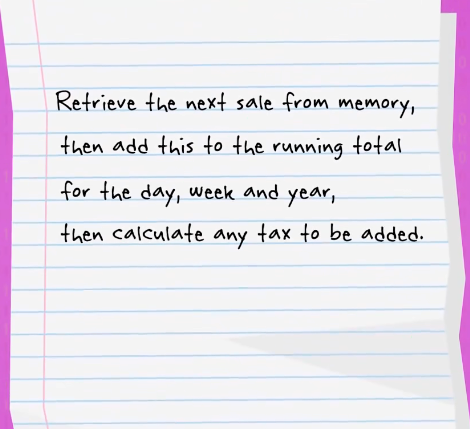 Retrieve the next sale from memory,
then add this to the running total
for the day, week and year,
then calculate any tax to be added.